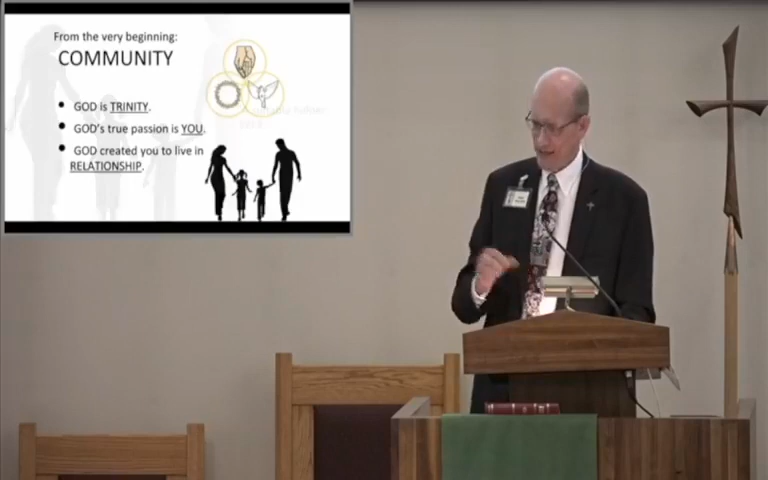 From the very beginning:
COMMUNITY
• GOD is TRINITY.
• GOD's true passion is YOU.
• GOD created you to live in
RELATIONSHIP.